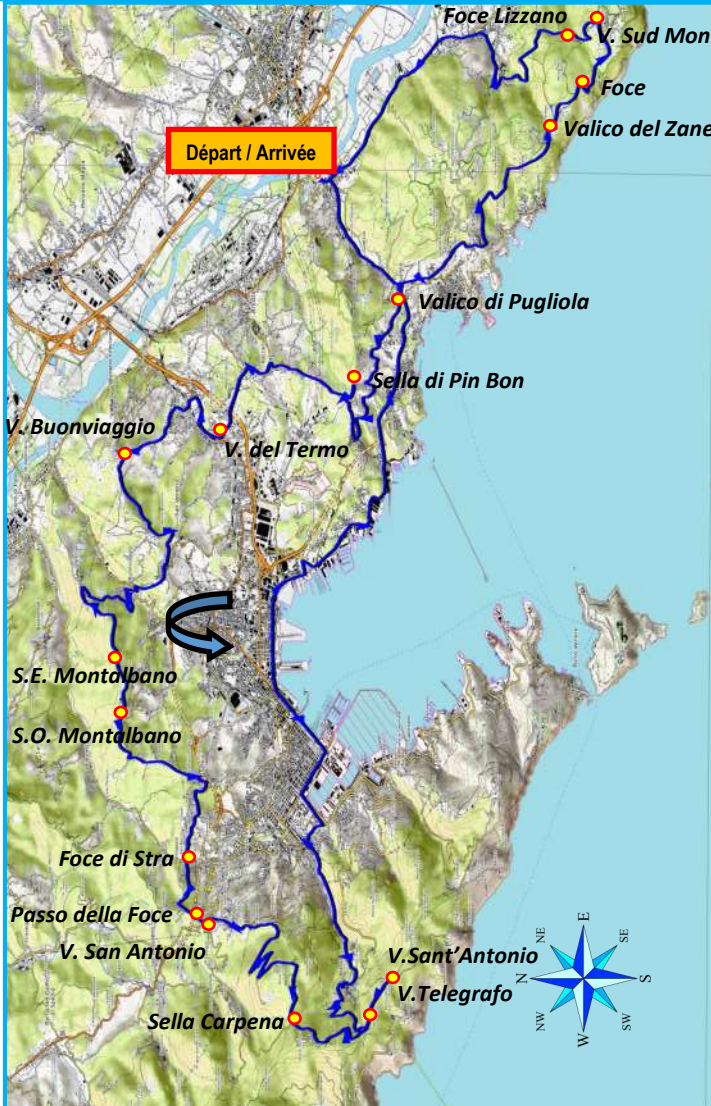 Foce Lizzano
V. Sud Mon
Foce
Départ / Arrivée
Valico del Zane
Valico di Pugliola
Sella di Pin Bon
V. Buonviaggio
V. del Termo
S.E. Montalbano
S.O. Montalbano
Foce di Stra
Passo della Foce
V. San Antonio
V.Sant’Antonio
V.Telegrafo
Sella Carpena
E
NE
SE
N
S
NW
SW
W